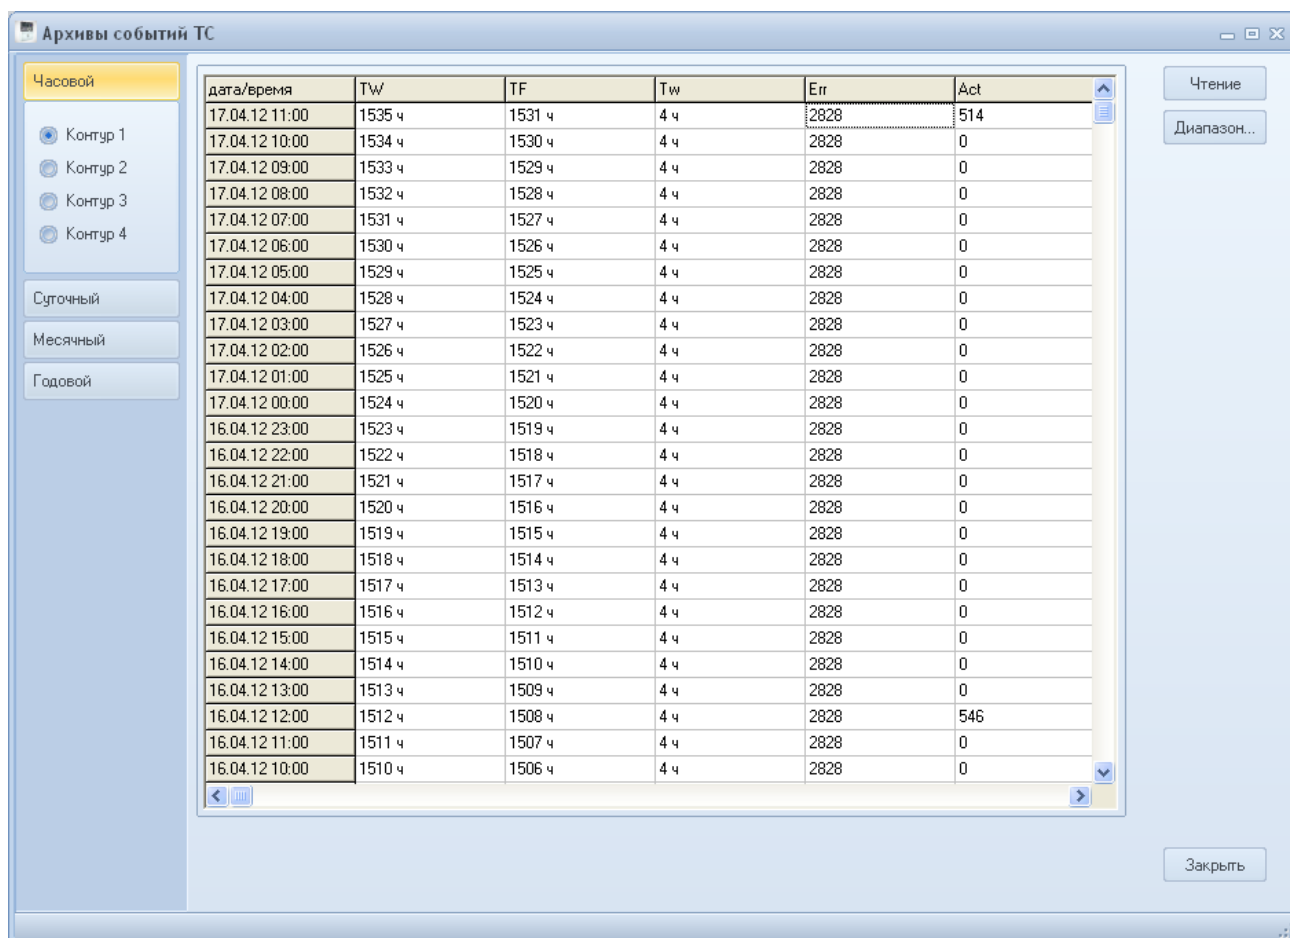 Архивы событий ТС
Часовой
Контур 1
Контур 2
Контур 3
Контур 4
Суточный
Месячный
Годовой
дата/время TW TF Tw Err Act
17.04.12 11:00 1535 ч 1531 ч 4 ч 2828 514
17.04.12 10:00 1534 ч 1530 ч 4 ч 2828 0
17.04.12 09:00 1533 ч 1529 ч 4 ч 2828 0
17.04.12 08:00 1532 ч 1528 ч 4 ч 2828 0
17.04.12 07:00 1531 ч 1527 ч 4 ч 2828 0
17.04.12 06:00 1530 ч 1526 ч 4 ч 2828 0
17.04.12 05:00 1529 ч 1525 ч 4 ч 2828 0
17.04.12 04:00 1528 ч 1524 ч 4 ч 2828 0
17.04.12 03:00 1527 ч 1523 ч 4 ч 2828 0
17.04.12 02:00 1526 ч 1522 ч 4 ч 2828 0
17.04.12 01:00 1525 ч 1521 ч 4 ч 2828 0
17.04.12 00:00 1524 ч 1520 ч 4 ч 2828 0
16.04.12 23:00 1523 ч 1519 ч 4 ч 2828 0
16.04.12 22:00 1522 ч 1518 ч 4 ч 2828 0
16.04.12 21:00 1521 ч 1517 ч 4 ч 2828 0
16.04.12 20:00 1520 ч 1516 ч 4 ч 2828 0
16.04.12 19:00 1519 ч 1515 ч 4 ч 2828 0
16.04.12 18:00 1518 ч 1514 ч 4 ч 2828 0
16.04.12 17:00 1517 ч 1513 ч 4 ч 2828 0
16.04.12 16:00 1516 ч 1512 ч 4 ч 2828 0
16.04.12 15:00 1515 ч 1511 ч 4 ч 2828 0
16.04.12 14:00 1514 ч 1510 ч 4 ч 2828 0
16.04.12 13:00 1513 ч 1509 ч 4 ч 2828 0
16.04.12 12:00 1512 ч 1508 ч 4 ч 2828 546
16.04.12 11:00 1511 ч 1507 ч 4 ч 2828 0
16.04.12 10:00 1510 ч 1506 ч 4 ч 2828 0
Чтение
Диапазон...
Закрыть